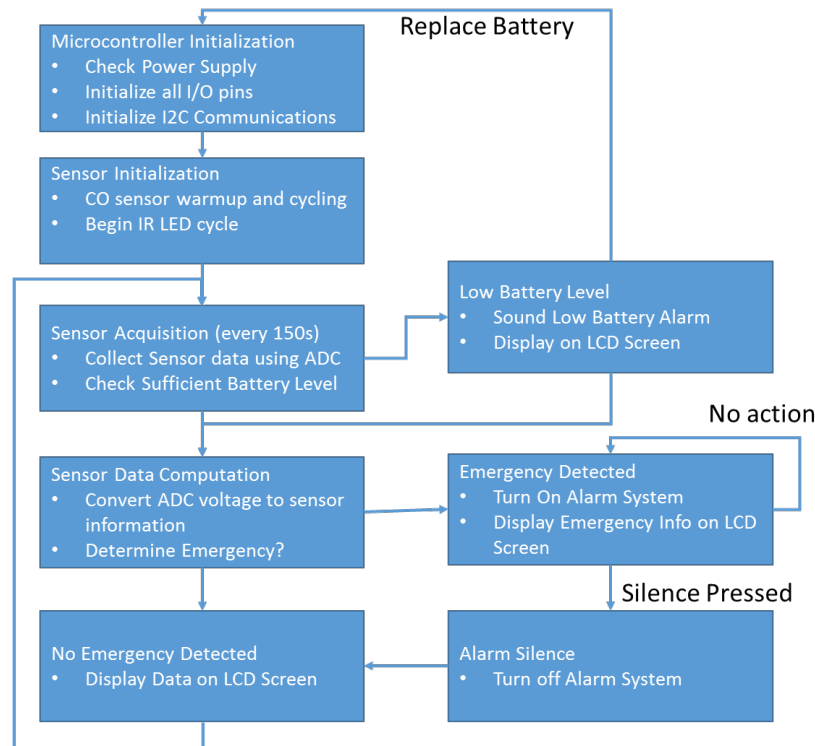 Replace Battery
Microcontroller Initialization
• Check Power Supply
• Initialize all I/O pins
• Initialize I2C Communications
Sensor Initialization
• CO sensor warmup and cycling
• Begin IR LED cycle
Low Battery Level
• Sound Low Battery Alarm
• Display on LCD Screen
Sensor Acquisition (every 150s)
• Collect Sensor data using ADC
• Check Sufficient Battery Level
No action
Sensor Data Computation
• Convert ADC voltage to sensor
information
• Determine Emergency?
Emergency Detected
• Turn On Alarm System
• Display Emergency Info on LCD
Screen
Silence Pressed
No Emergency Detected
• Display Data on LCD Screen
Alarm Silence
• Turn off Alarm System